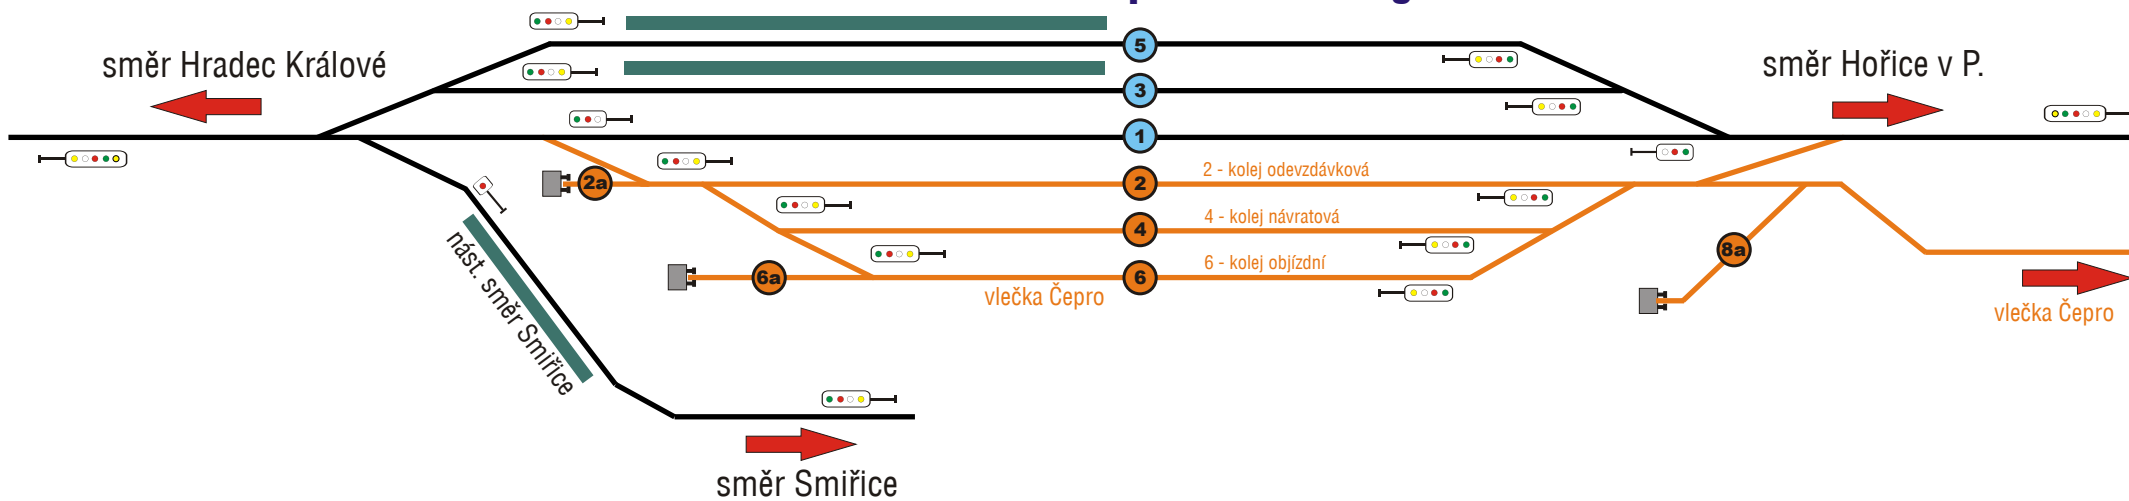 směr Hradec Králové
směr Hořice v P.
5
3
1
2a
2
2 - kolej odevzdávková
4
4 - kolej návratová
6a
6
6 - kolej objízdní
8a
vlečka Čepro
vlečka Čepro
nást. směr Smiřice
směr Smiřice